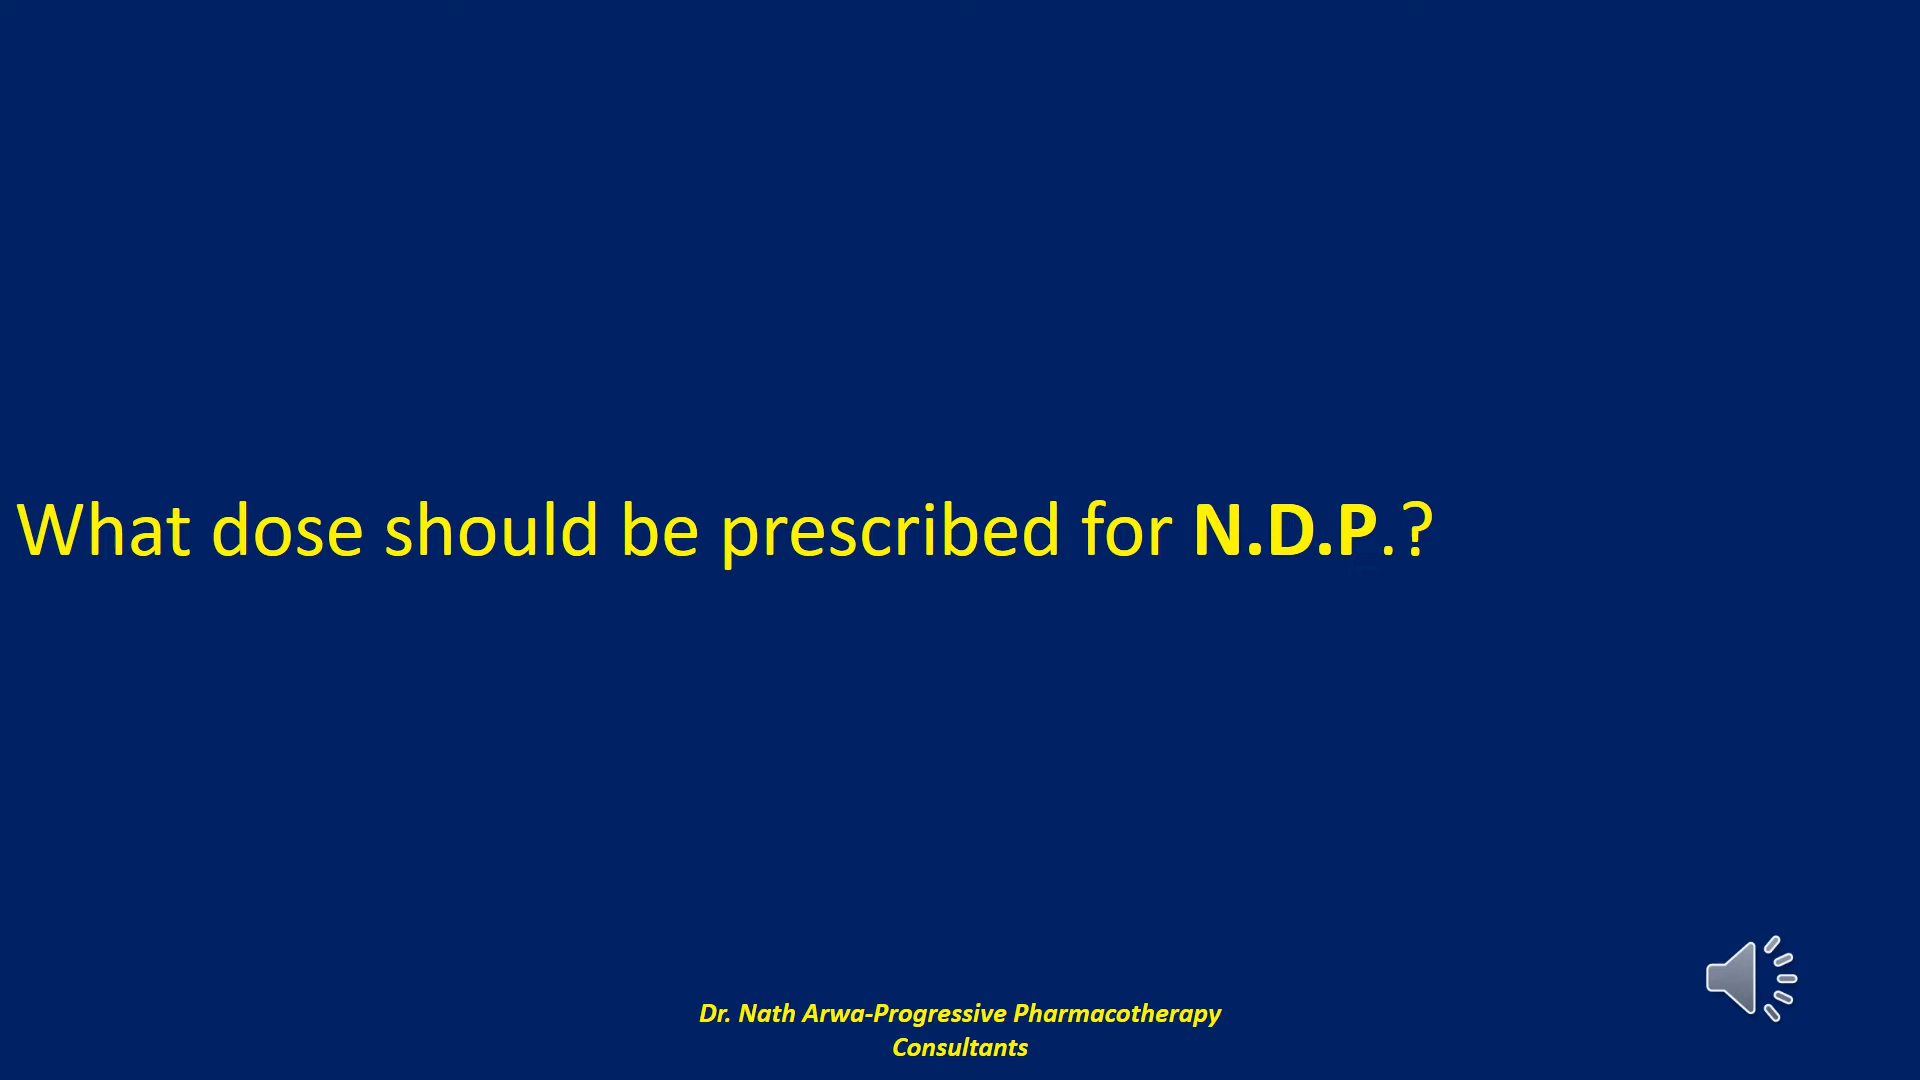 What dose should be prescribed for N.D.P.?
Dr. Nath Arwa-Progressive Pharmacotherapy
Consultants